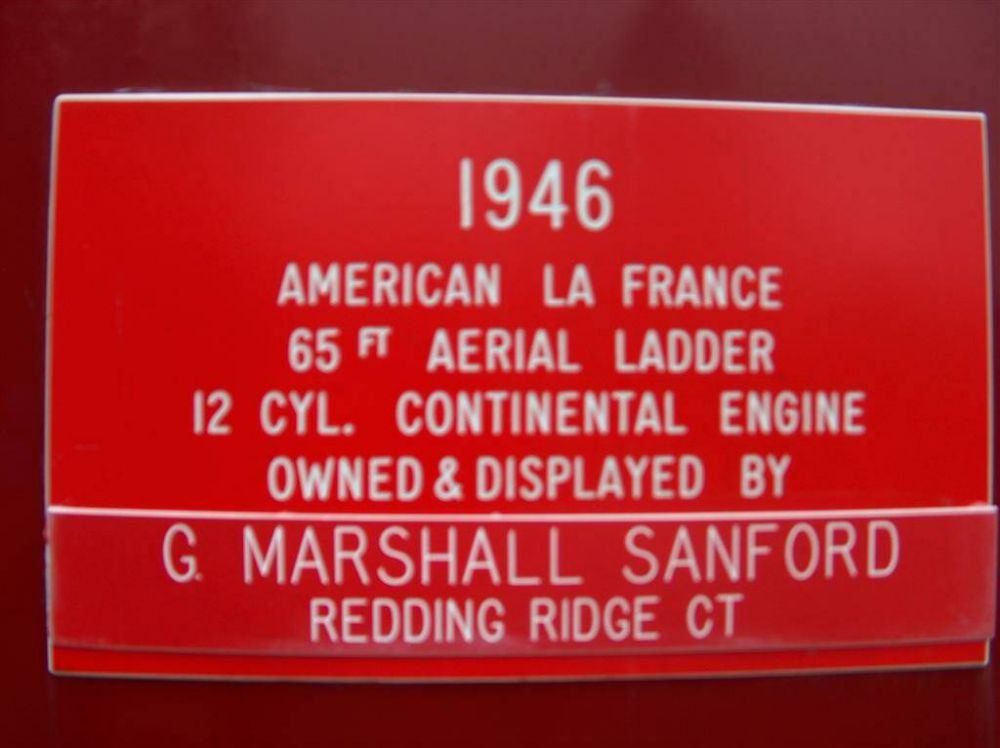 1946
AMERICAN LA FRANCE
65 FT AERIAL LADDER
12 CYL. CONTINENTAL ENGINE
OWNED & DISPLAYED BY
G. MARSHALL SANFORD
REDDING RIDGE CT